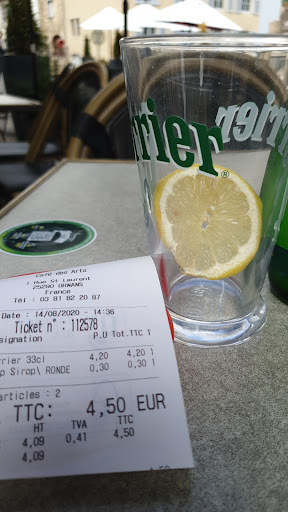 rrier®
rrier
Café des Arts
1 Rue St Laurent
25290 ORNANS
France
Tél : 03 81 82 20 87
Date : 14/08/2020 - 14:36
Ticket n° : 112578
signation P.U Tot.TTC T
rrier 33cl 4,20 4,20 1
p Sirop\ RONDE 0,30 0,30 1
articles : 2
TTC: 4,50 EUR
HT TVA TTC
4,09 0,41 4,50
4,09